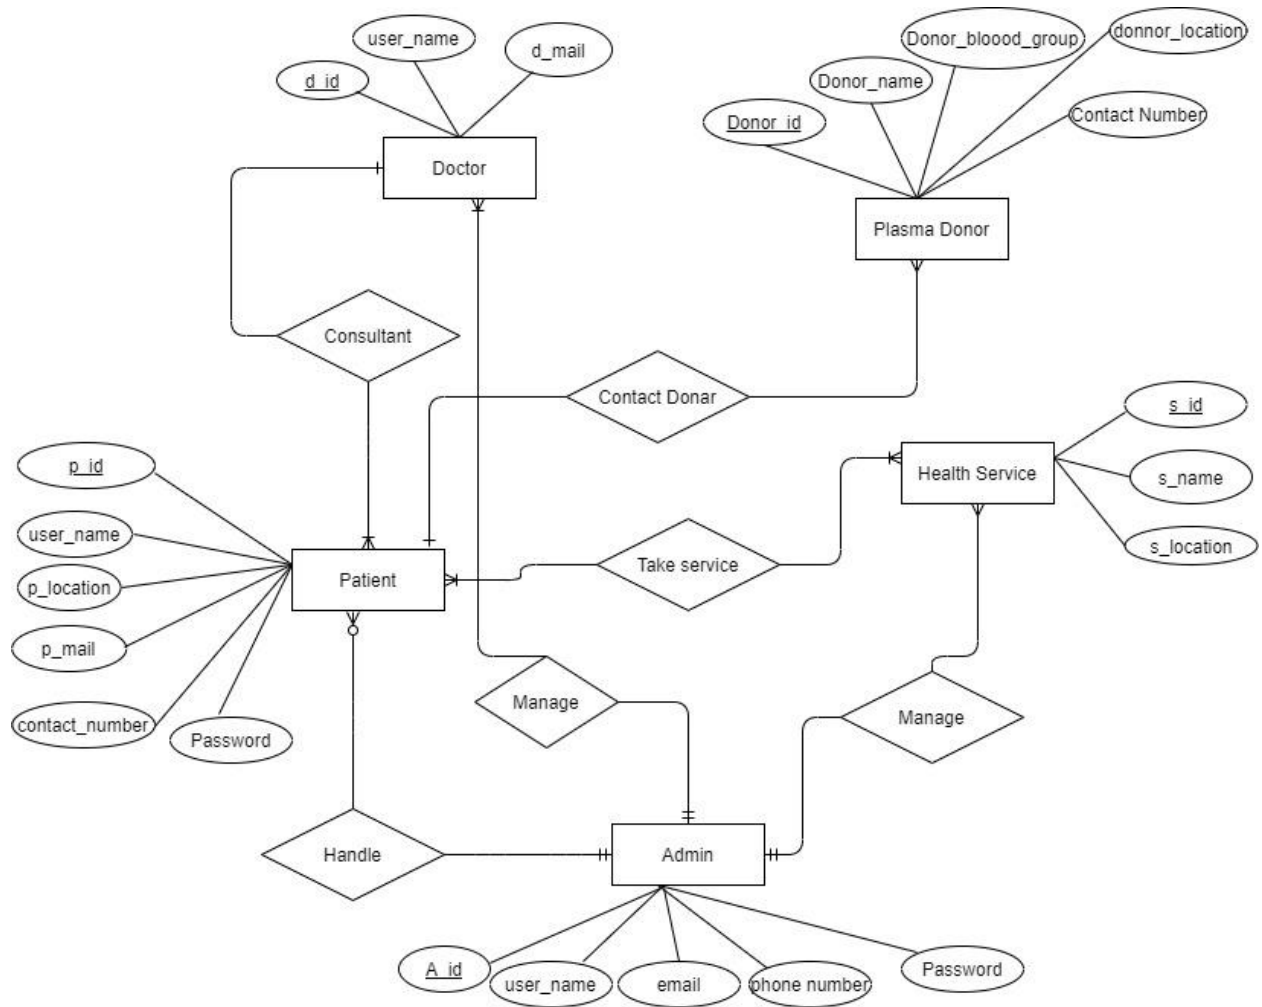 user_name
d_mail
d_id
Doctor
Donor_bloood_group
donnor_location
Donor_name
Donor_id
Contact Number
Plasma Donor
Consultant
Contact Donar
s_id
Health Service
s_name
s_location
p_id
user_name
p_location
p_mail
contact_number
Password
Patient
Take service
Manage
Manage
Handle
Admin
A_id
user_name
email
phone number
Password